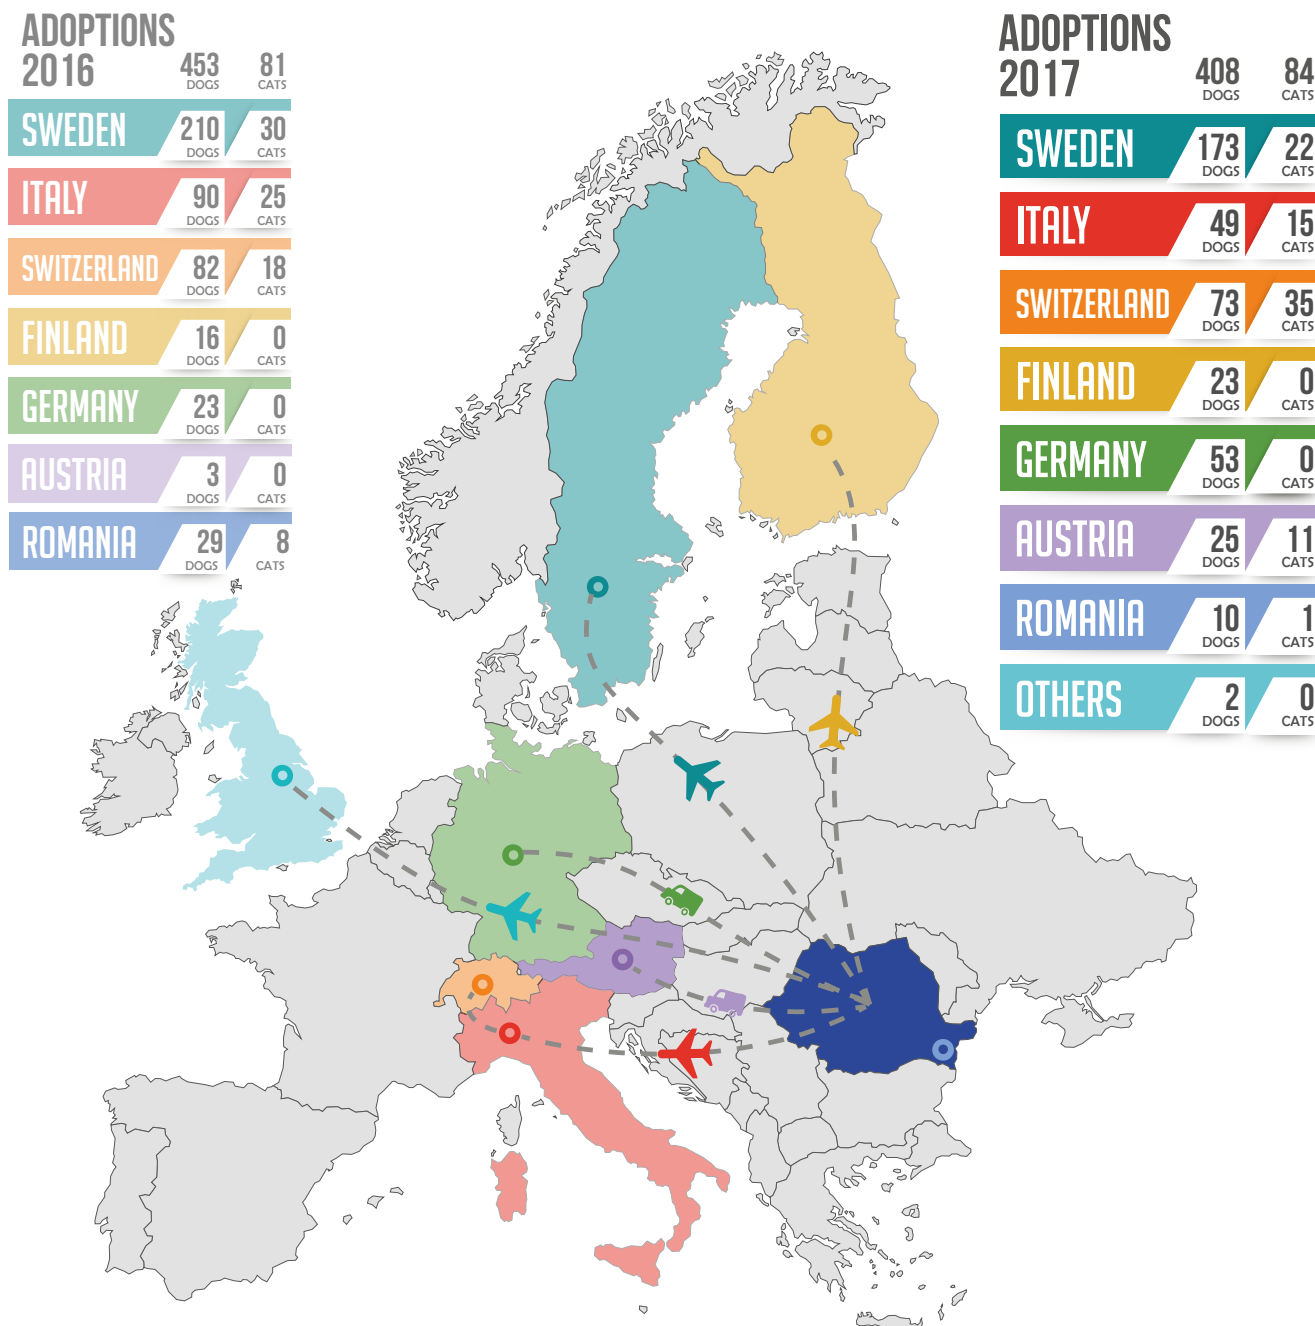 ADOPTIONS
2016 453 81
DOGS CATS
SWEDEN 210 30
DOGS CATS
ITALY 90 25
DOGS CATS
SWITZERLAND 82 18
DOGS CATS
FINLAND 16 0
DOGS CATS
GERMANY 23 0
DOGS CATS
AUSTRIA 3 0
DOGS CATS
ROMANIA 29 8
DOGS CATS
ADOPTIONS
2017 408 84
DOGS CATS
SWEDEN 173 22
DOGS CATS
ITALY 49 15
DOGS CATS
SWITZERLAND 73 35
DOGS CATS
FINLAND 23 0
DOGS CATS
GERMANY 53 0
DOGS CATS
AUSTRIA 25 11
DOGS CATS
ROMANIA 10 1
DOGS CATS
OTHERS 2 0
DOGS CATS